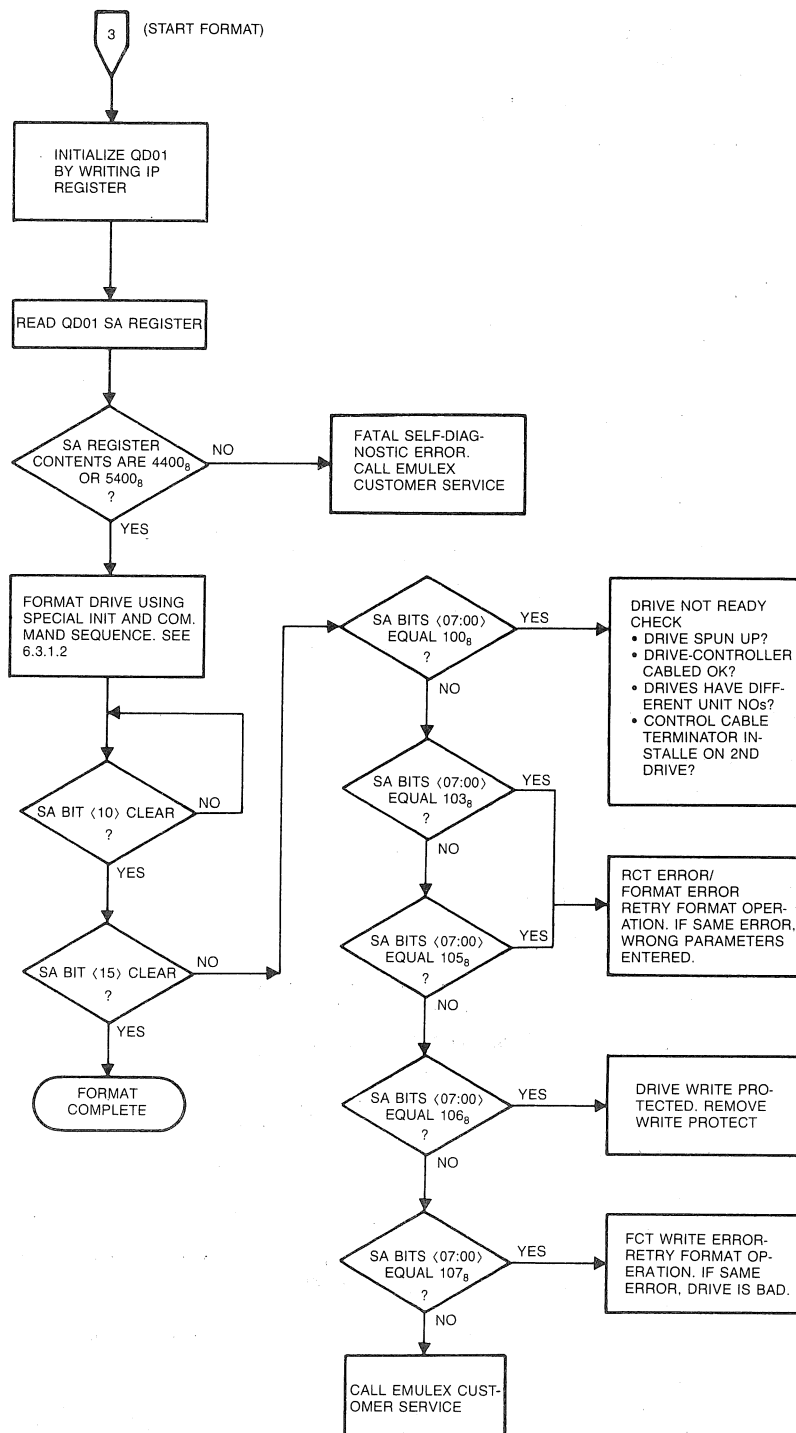 3
(START FORMAT)
INITIALIZE QD01
BY WRITING IP
REGISTER
READ QD01 SA REGISTER
SA REGISTER
CONTENTS ARE 4400₈
OR 5400₈
?
NO
FATAL SELF-DIAG-
NOSTIC ERROR.
CALL EMULEX
CUSTOMER SERVICE
YES
FORMAT DRIVE USING
SPECIAL INIT AND COM.
MAND SEQUENCE. SEE
6.3.1.2
SA BIT ⟨10⟩ CLEAR
?
NO
YES
SA BIT ⟨15⟩ CLEAR
?
NO
YES
FORMAT
COMPLETE
SA BITS ⟨07:00⟩
EQUAL 100₈
?
YES
DRIVE NOT READY
CHECK
• DRIVE SPUN UP?
• DRIVE-CONTROLLER
CABLED OK?
• DRIVES HAVE DIFF-
ERENT UNIT NOs?
• CONTROL CABLE
TERMINATOR IN-
STALLE ON 2ND
DRIVE?
NO
SA BITS ⟨07:00⟩
EQUAL 103₈
?
YES
NO
SA BITS ⟨07:00⟩
EQUAL 105₈
?
YES
RCT ERROR/
FORMAT ERROR
RETRY FORMAT OPER-
ATION. IF SAME ERROR,
WRONG PARAMETERS
ENTERED.
NO
SA BITS ⟨07:00⟩
EQUAL 106₈
?
YES
DRIVE WRITE PRO-
TECTED. REMOVE
WRITE PROTECT
NO
SA BITS ⟨07:00⟩
EQUAL 107₈
?
YES
FCT WRITE ERROR-
RETRY FORMAT OP-
ERATION. IF SAME
ERROR, DRIVE IS BAD.
NO
CALL EMULEX CUST-
OMER SERVICE